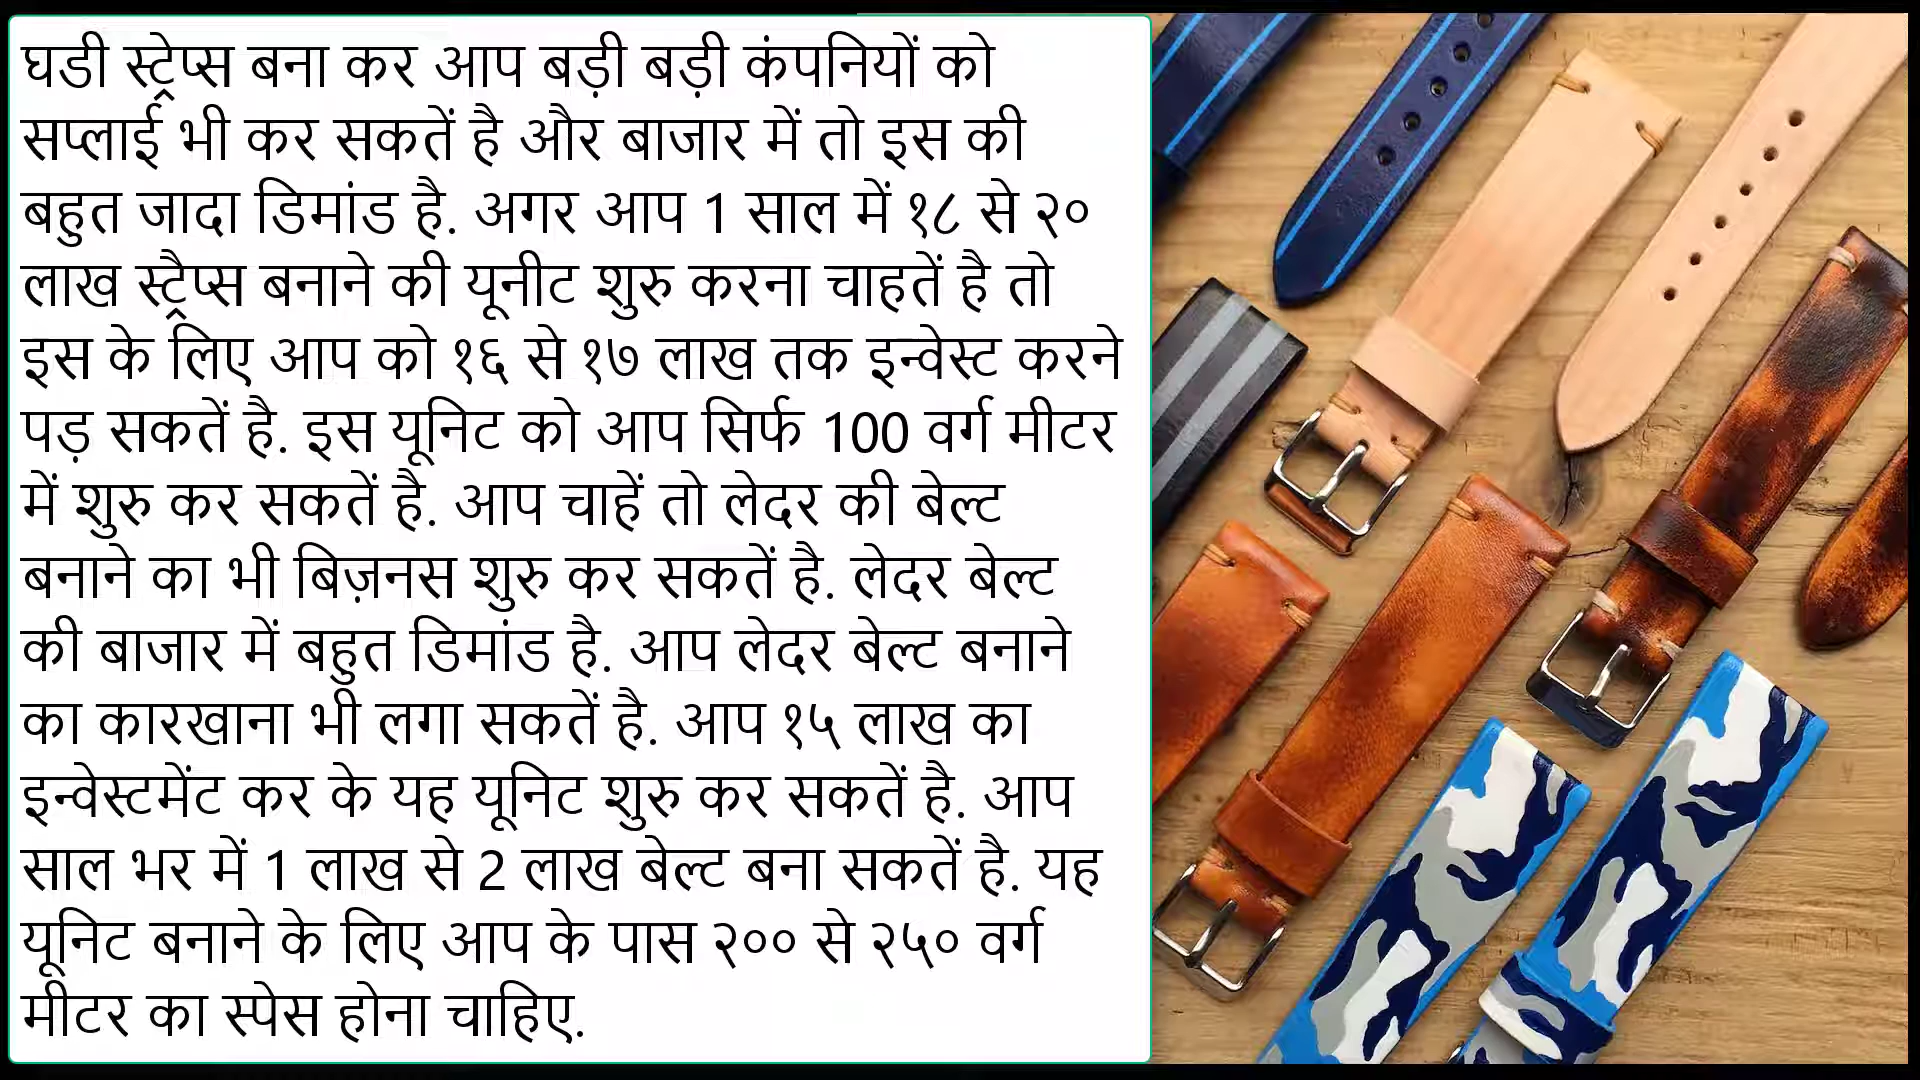 घडी स्ट्रेप्स बना कर आप बड़ी बड़ी कंपनियों को
सप्लाई भी कर सकतें है और बाजार में तो इस की
बहुत जादा डिमांड है. अगर आप 1 साल में १८ से २०
लाख स्ट्रैप्स बनाने की यूनीट शुरु करना चाहतें है तो
इस के लिए आप को १६ से १७ लाख तक इन्वेस्ट करने
पड़ सकतें है. इस यूनिट को आप सिर्फ 100 वर्ग मीटर
में शुरु कर सकतें है. आप चाहें तो लेदर की बेल्ट
बनाने का भी बिज़नस शुरु कर सकतें है. लेदर बेल्ट
की बाजार में बहुत डिमांड है. आप लेदर बेल्ट बनाने
का कारखाना भी लगा सकतें है. आप १५ लाख का
इन्वेस्टमेंट कर के यह यूनिट शुरु कर सकतें है. आप
साल भर में 1 लाख से 2 लाख बेल्ट बना सकतें है. यह
यूनिट बनाने के लिए आप के पास २०० से २५० वर्ग
मीटर का स्पेस होना चाहिए.